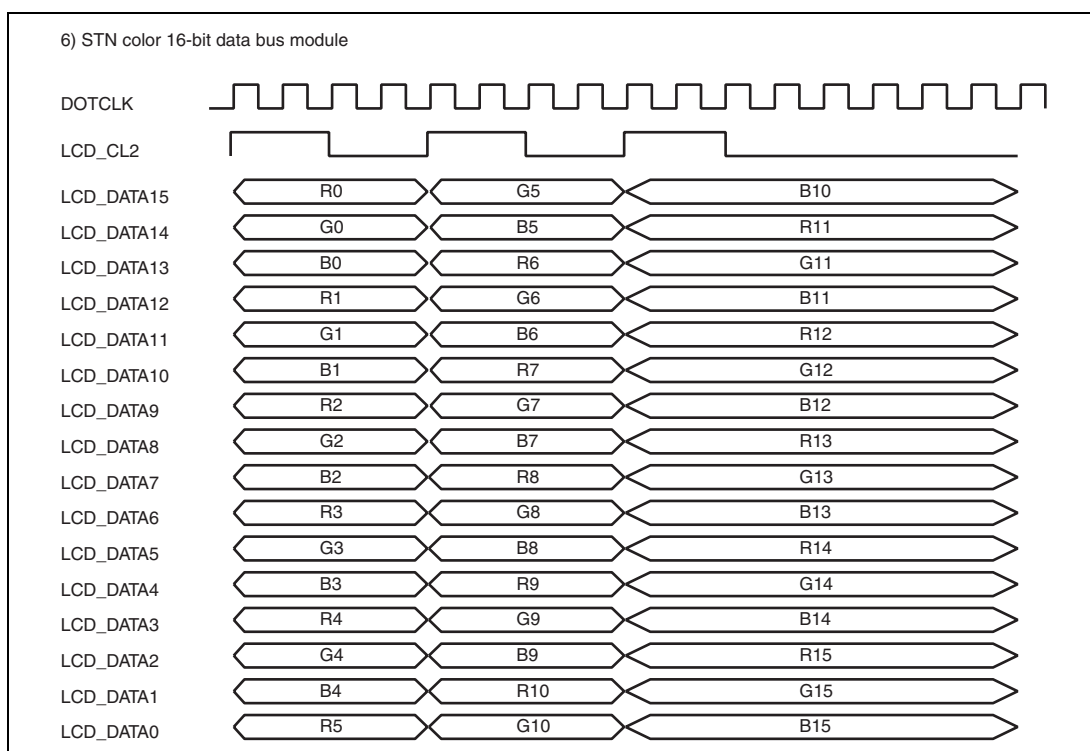 6) STN color 16-bit data bus module
DOTCLK
LCD_CL2
LCD_DATA15 R0 G5 B10
LCD_DATA14 G0 B5 R11
LCD_DATA13 B0 R6 G11
LCD_DATA12 R1 G6 B11
LCD_DATA11 G1 B6 R12
LCD_DATA10 B1 R7 G12
LCD_DATA9 R2 G7 B12
LCD_DATA8 G2 B7 R13
LCD_DATA7 B2 R8 G13
LCD_DATA6 R3 G8 B13
LCD_DATA5 G3 B8 R14
LCD_DATA4 B3 R9 G14
LCD_DATA3 R4 G9 B14
LCD_DATA2 G4 B9 R15
LCD_DATA1 B4 R10 G15
LCD_DATA0 R5 G10 B15